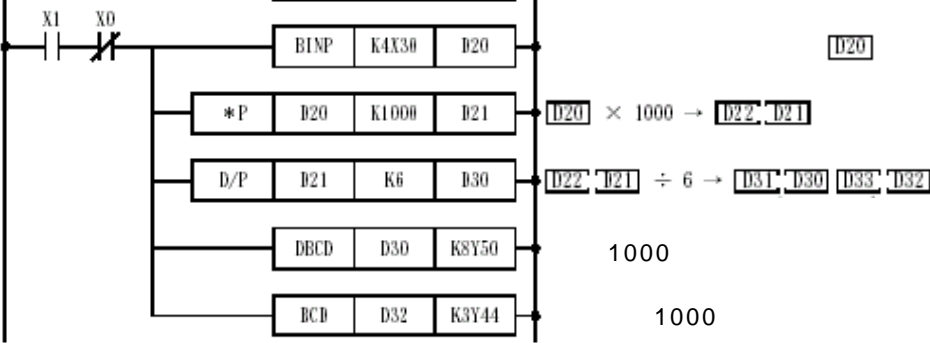 X1 X0
BINP K4X30 D20 D20
*P D20 K1000 D21 D20 × 1000 → D22 D21
D/P D21 K6 D30 D22 D21 ÷ 6 → D31 D30 D33 D32
DBCD D30 K8Y50 1000
BCD D32 K3Y44 1000